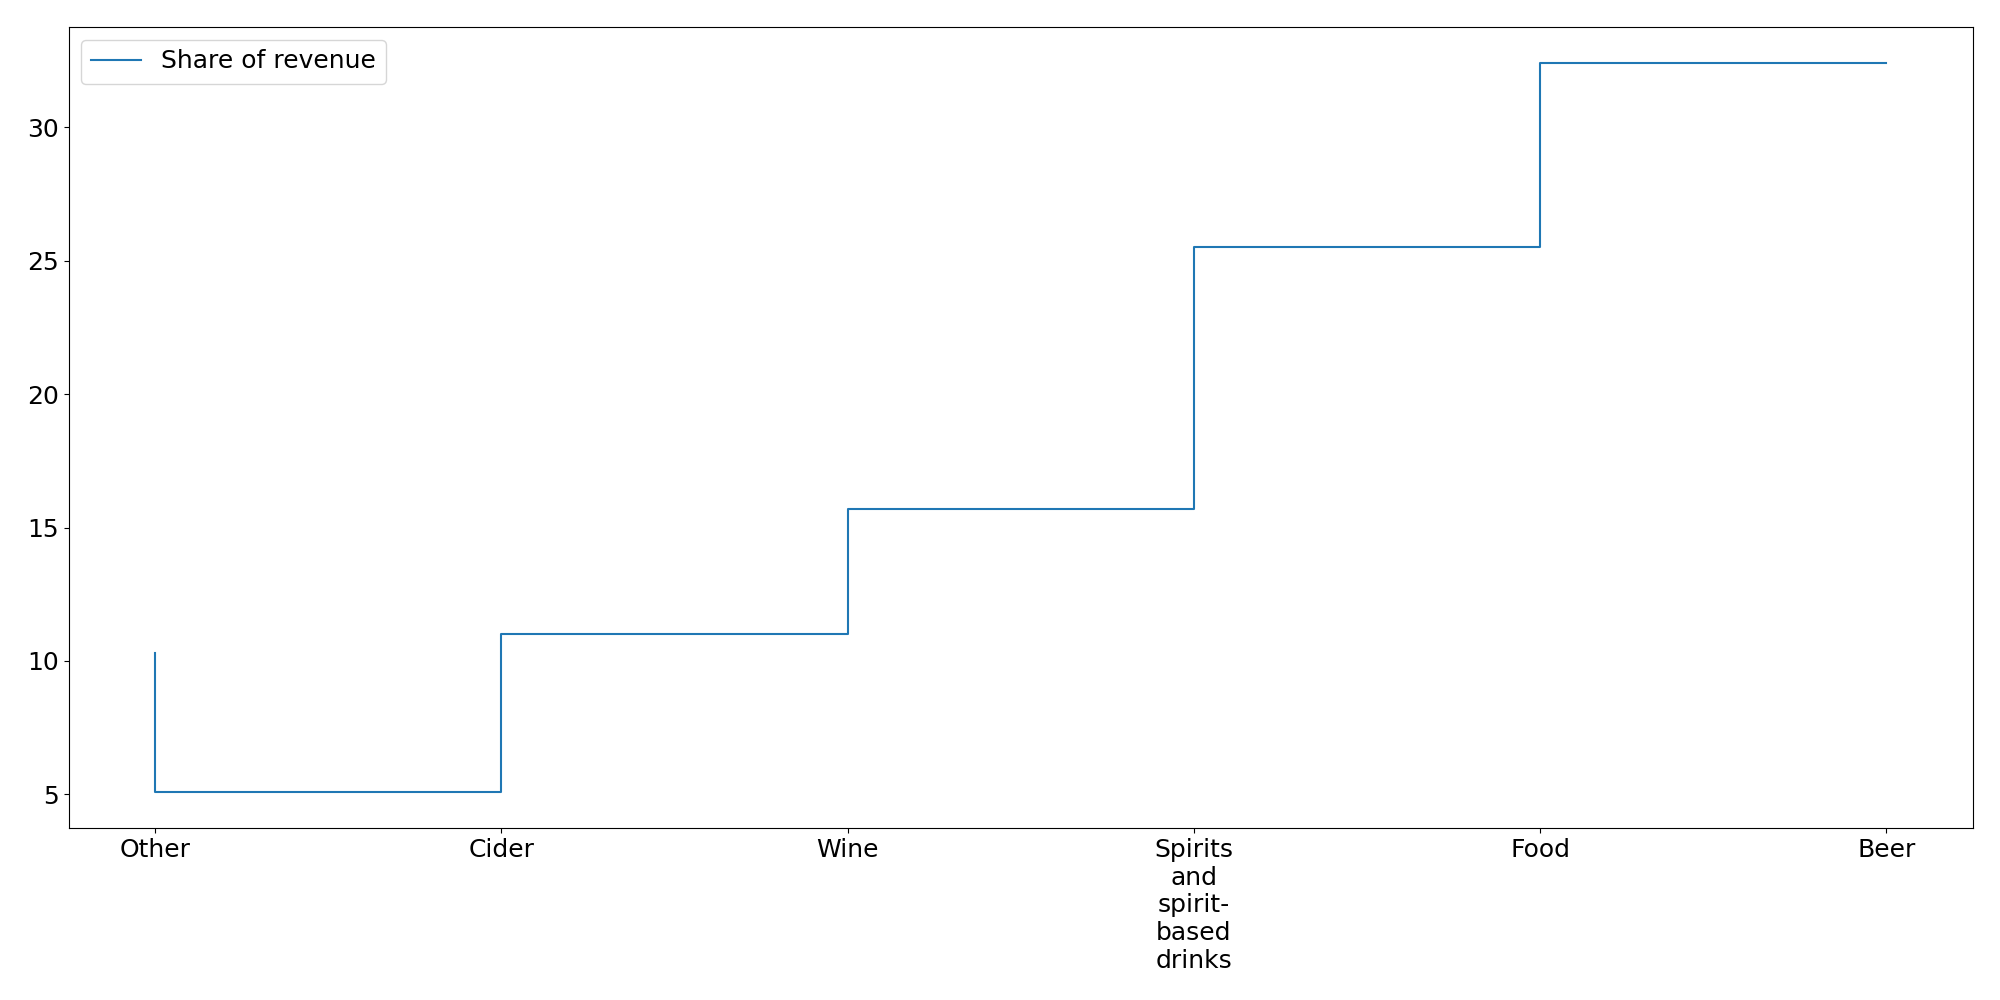 Share of revenue
30
25
20
15
10
5
Other
Cider
Wine
Spirits
and
spirit-
based
drinks
Food
Beer